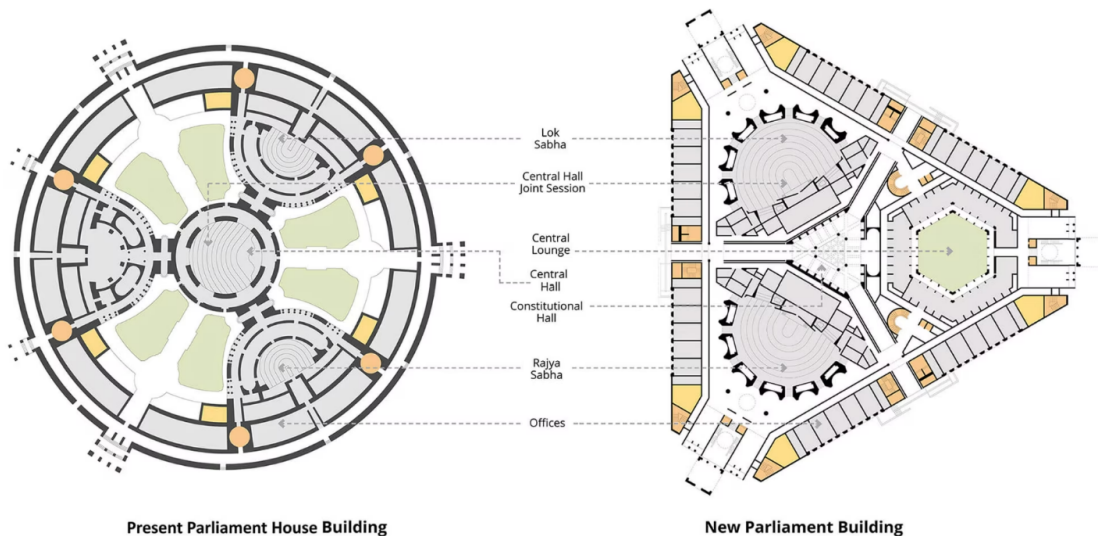 Lok
Sabha
Central Hall
Joint Session
Central
Lounge
Central
Hall
Constitutional
Hall
Rajya
Sabha
Offices
Present Parliament House Building
New Parliament Building